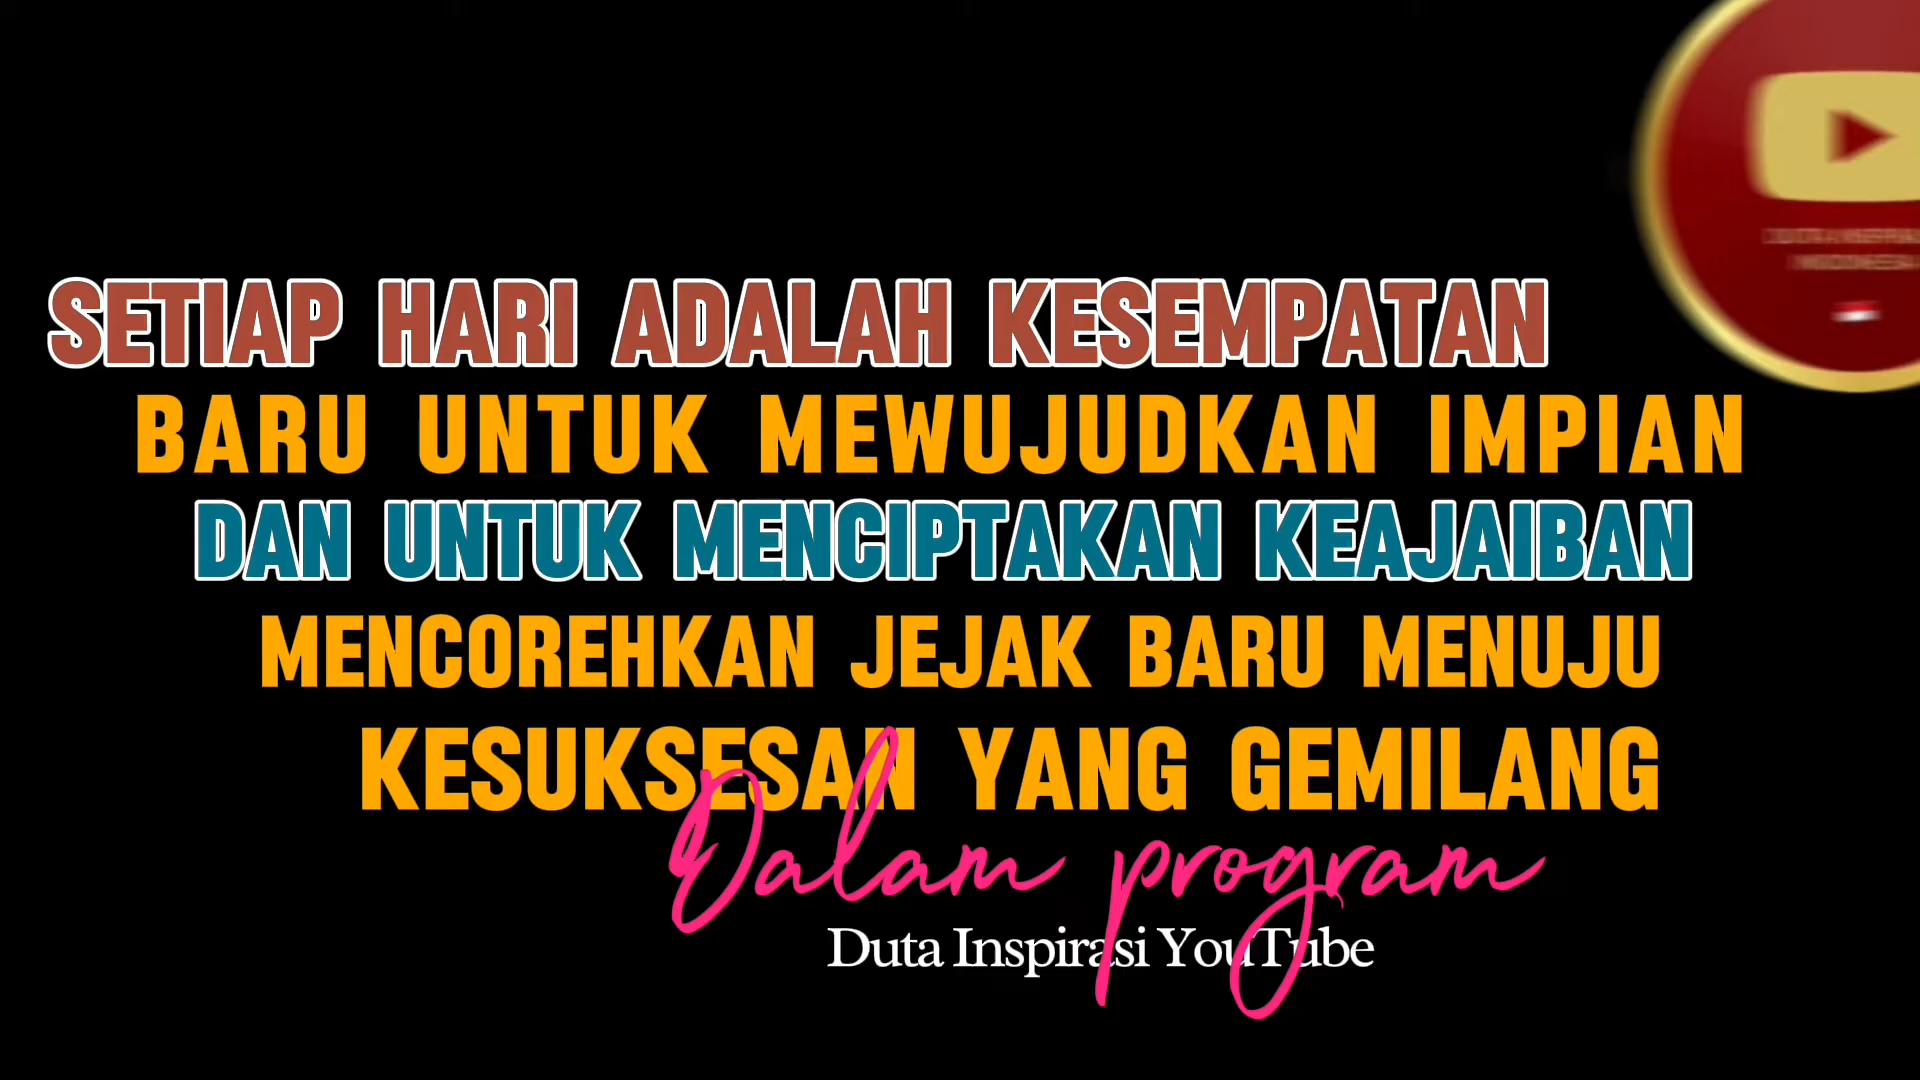 SETIAP HARI ADALAH KESEMPATAN
BARU UNTUK MEWUJUDKAN IMPIAN
DAN UNTUK MENCIPTAKAN KEAJAIBAN
MENCOREHKAN JEJAK BARU MENUJU
KESUKSESAN YANG GEMILANG
Dalam program
Duta Inspirasi YouTube